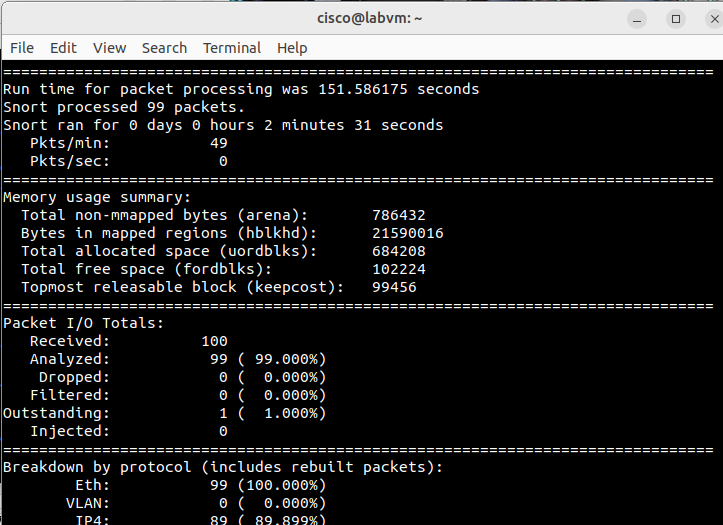 cisco@labvm: ~
File Edit View Search Terminal Help
===============================================================================
Run time for packet processing was 151.586175 seconds
Snort processed 99 packets.
Snort ran for 0 days 0 hours 2 minutes 31 seconds
   Pkts/min:           49
   Pkts/sec:            0
===============================================================================
Memory usage summary:
  Total non-mmapped bytes (arena):       786432
  Bytes in mapped regions (hblkhd):      21590016
  Total allocated space (uordblks):      684208
  Total free space (fordblks):           102224
  Topmost releasable block (keepcost):   99456
===============================================================================
Packet I/O Totals:
   Received:          100
   Analyzed:           99 ( 99.000%)
    Dropped:            0 (  0.000%)
   Filtered:            0 (  0.000%)
Outstanding:            1 (  1.000%)
   Injected:            0
===============================================================================
Breakdown by protocol (includes rebuilt packets):
        Eth:           99 (100.000%)
       VLAN:            0 (  0.000%)
        IP4:           89 ( 89.899%)